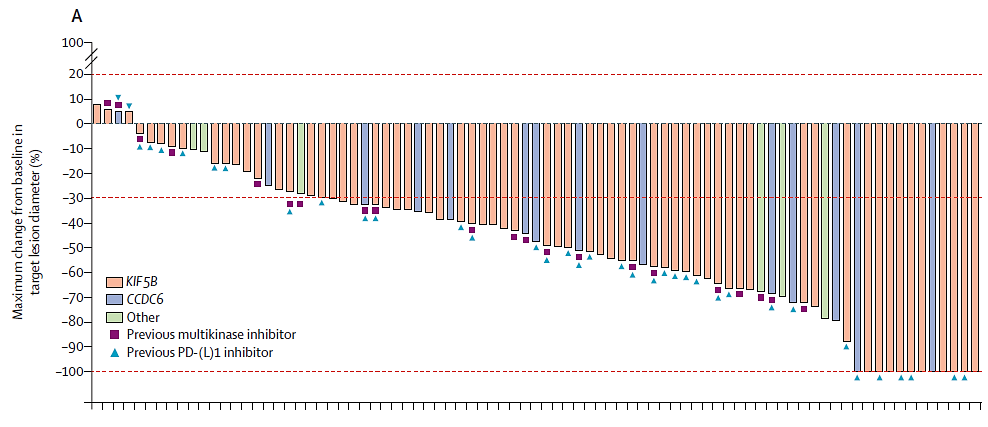 A
100
20
10
0
−10
−20
−30
−40
−50
−60
−70
−80
−90
−100
Maximum change from baseline in
target lesion diameter (%)
KIF5B
CCDC6
Other
Previous multikinase inhibitor
Previous PD-(L)1 inhibitor